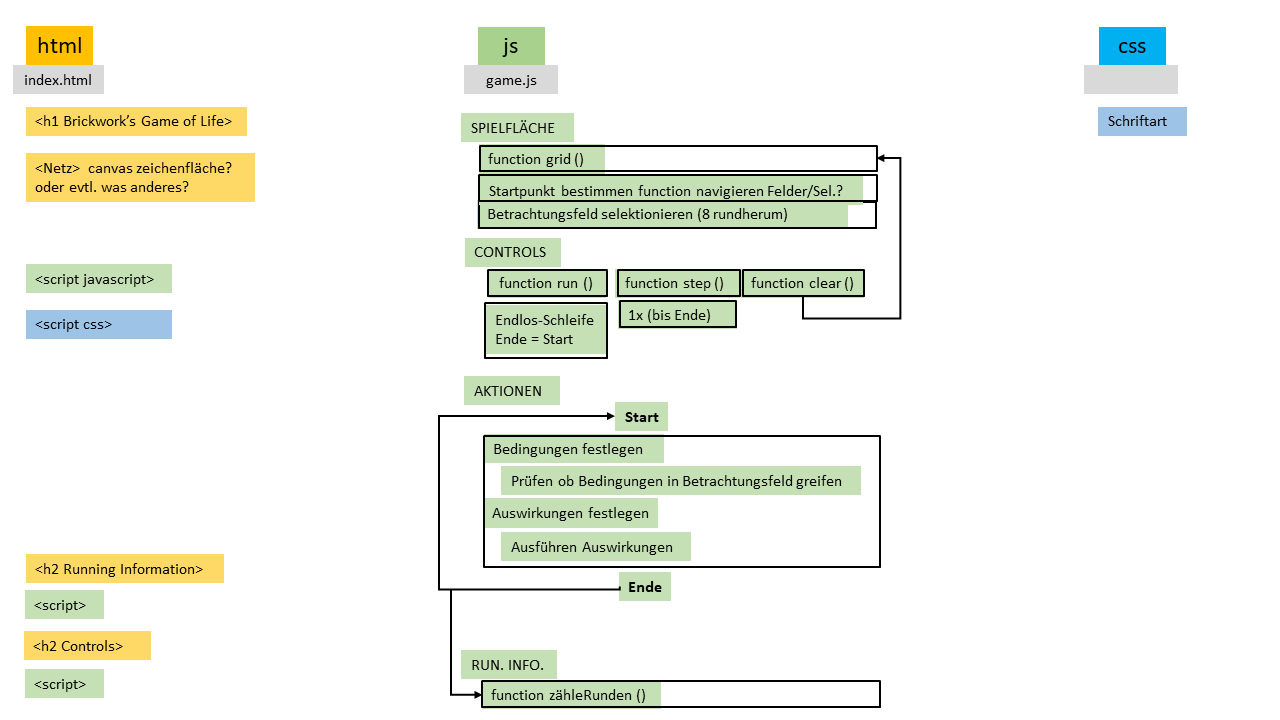 html
index.html
<h1 Brickwork’s Game of Life>
<Netz> canvas zeichenfläche?
oder evtl. was anderes?
<script javascript>
<script css>
<h2 Running Information>
<script>
<h2 Controls>
<script>
js
game.js
SPIELFLÄCHE
function grid ()
Startpunkt bestimmen function navigieren Felder/Sel.?
Betrachtungsfeld selektionieren (8 rundherum)
CONTROLS
function run ()
function step ()
function clear ()
Endlos-Schleife
Ende = Start
1x (bis Ende)
AKTIONEN
Start
Bedingungen festlegen
Prüfen ob Bedingungen in Betrachtungsfeld greifen
Auswirkungen festlegen
Ausführen Auswirkungen
Ende
RUN. INFO.
function zähleRunden ()
css
Schriftart